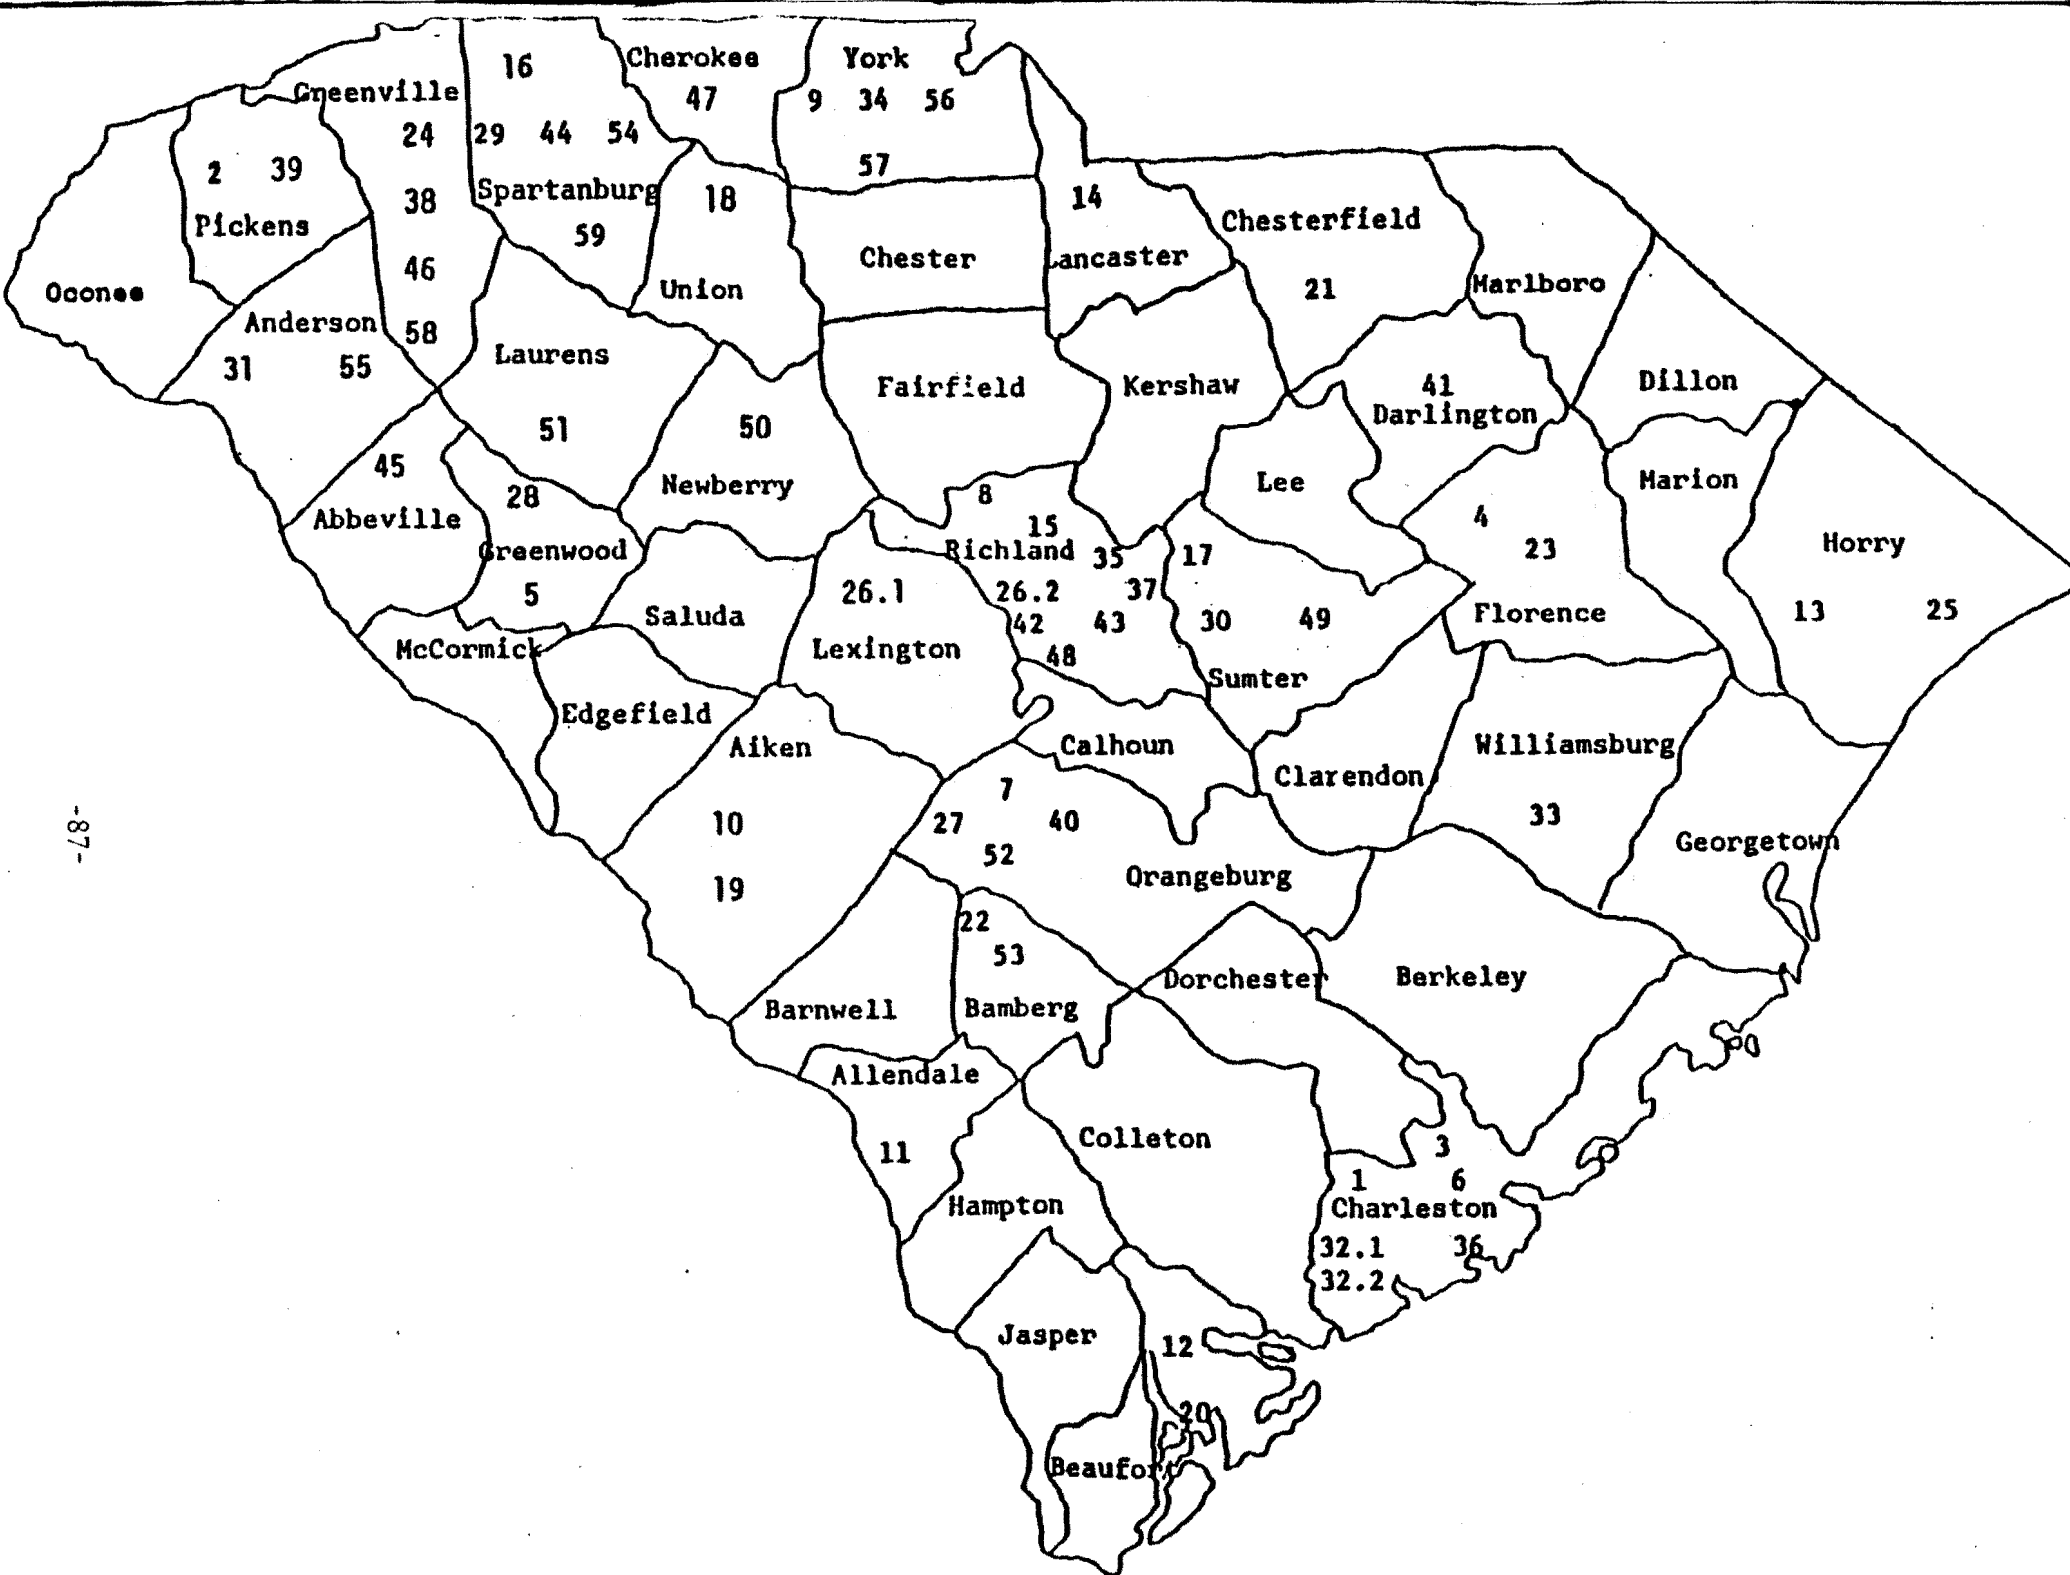 Cherokee
York
16
Greenville
47
9 34 56
24
29 44 54
2 39
57
38
Spartanburg
18
14
Pickens
59
Chesterfield
46
Chester
Lancaster
Oconee
Union
21
Marlboro
Anderson
58
31
55
Laurens
Fairfield
Kershaw
41
Darlington
Dillon
51
50
45
28
Newberry
8
Lee
Marion
Abbeville
15
4
Greenwood
Richland
35
17
23
Horry
5
26.1
26.2
37
Saluda
42
43
30
49
Florence
13
25
McCormick
Lexington
48
Sumter
Edgefield
Aiken
Calhoun
Williamsburg
Clarendon
7
10
27
40
33
-87-
52
Georgetown
19
Orangeburg
22
53
Dorchester
Berkeley
Barnwell
Bamberg
Allendale
Colleton
11
3
1
6
Hampton
Charleston
32.1
36
32.2
Jasper
12
20
Beaufort